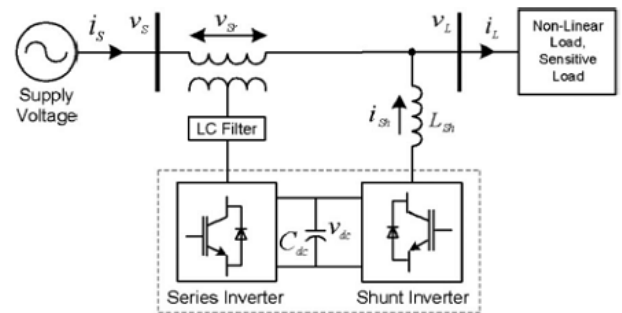 i_S
v_S
v_Sr
v_L
i_L
Non-Linear
Load,
Sensitive
Load
Supply
Voltage
LC Filter
i_Sh
L_Sh
C_dc
v_dc
Series Inverter
Shunt Inverter